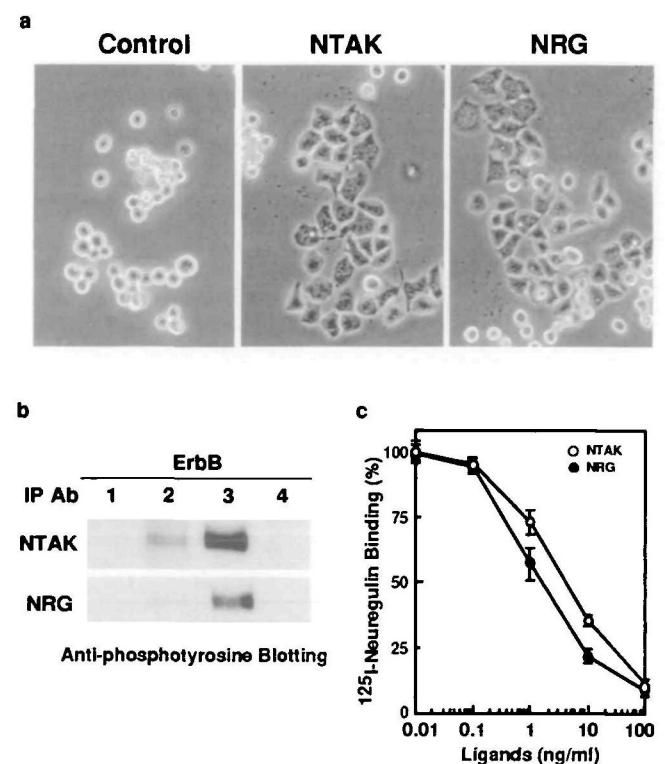 a
Control NTAK NRG
b
ErbB
IP Ab 1 2 3 4
NTAK
NRG
Anti-phosphotyrosine Blotting
c
125I-Neuregulin Binding (%)
100
75
50
25
0
NTAK
NRG
0.01 0.1 1 10 100
Ligands (ng/ml)